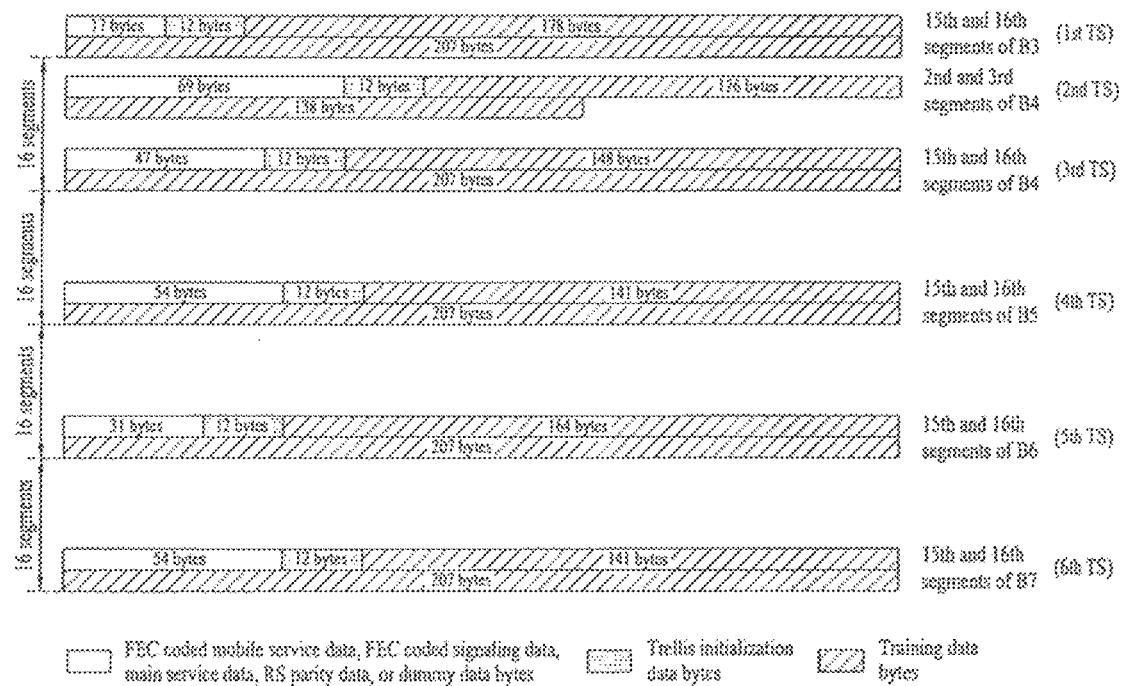 17 bytes 12 bytes 178 bytes
207 bytes
15th and 16th
segments of B3
(1st TS)
69 bytes 12 bytes 126 bytes
138 bytes
2nd and 3rd
segments of B4
(2nd TS)
16 segments
47 bytes 12 bytes 148 bytes
207 bytes
15th and 16th
segments of B4
(3rd TS)
16 segments
54 bytes 12 bytes 141 bytes
207 bytes
15th and 16th
segments of B5
(4th TS)
16 segments
31 bytes 12 bytes 164 bytes
207 bytes
15th and 16th
segments of B6
(5th TS)
16 segments
54 bytes 12 bytes 141 bytes
207 bytes
15th and 16th
segments of B7
(6th TS)
FEC coded mobile service data, FEC coded signaling data,
main service data, RS parity data, or dummy data bytes
Trellis initialization
data bytes
Training data
bytes